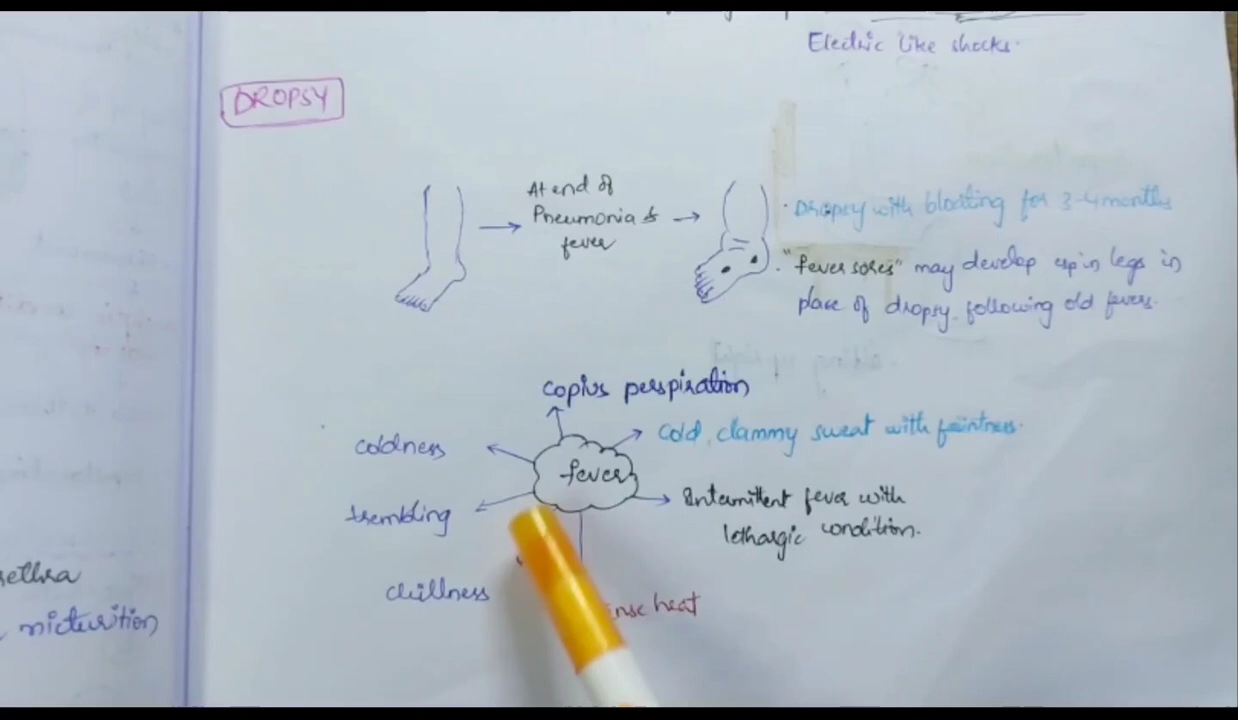 Electric like shocks.
DROPSY
At end of
Pneumonia &
fever
. Dropsy with bloating for 3-4 months
. "fever sores" may develop esp in legs in
place of dropsy following old fevers.
copius perspiration
coldness
cold, clammy sweat with faintness.
fever
trembling
Intermittent fever with
lethargic condition.
chillness
heat
micturition